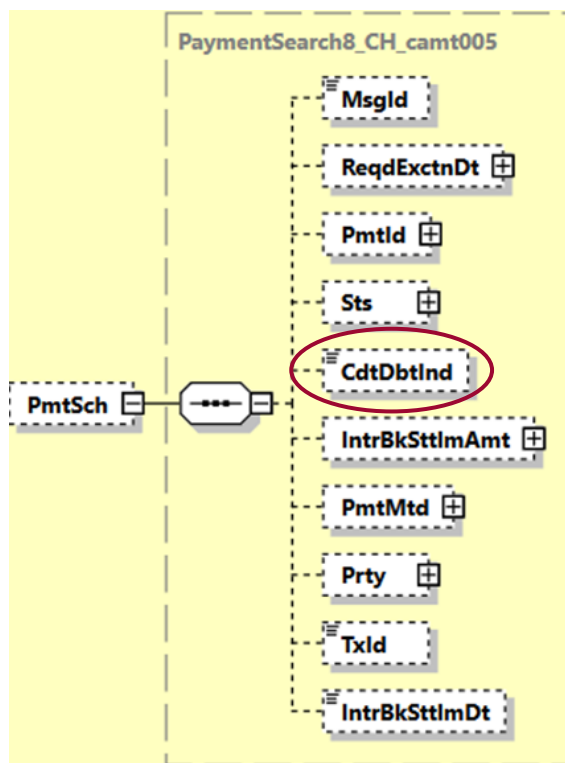 PaymentSearch8_CH_camt005
MsgId
ReqdExctnDt
PmtId
Sts
CdtDbtInd
PmtSch
IntrBkSttlmAmt
PmtMtd
Prty
TxId
IntrBkSttlmDt